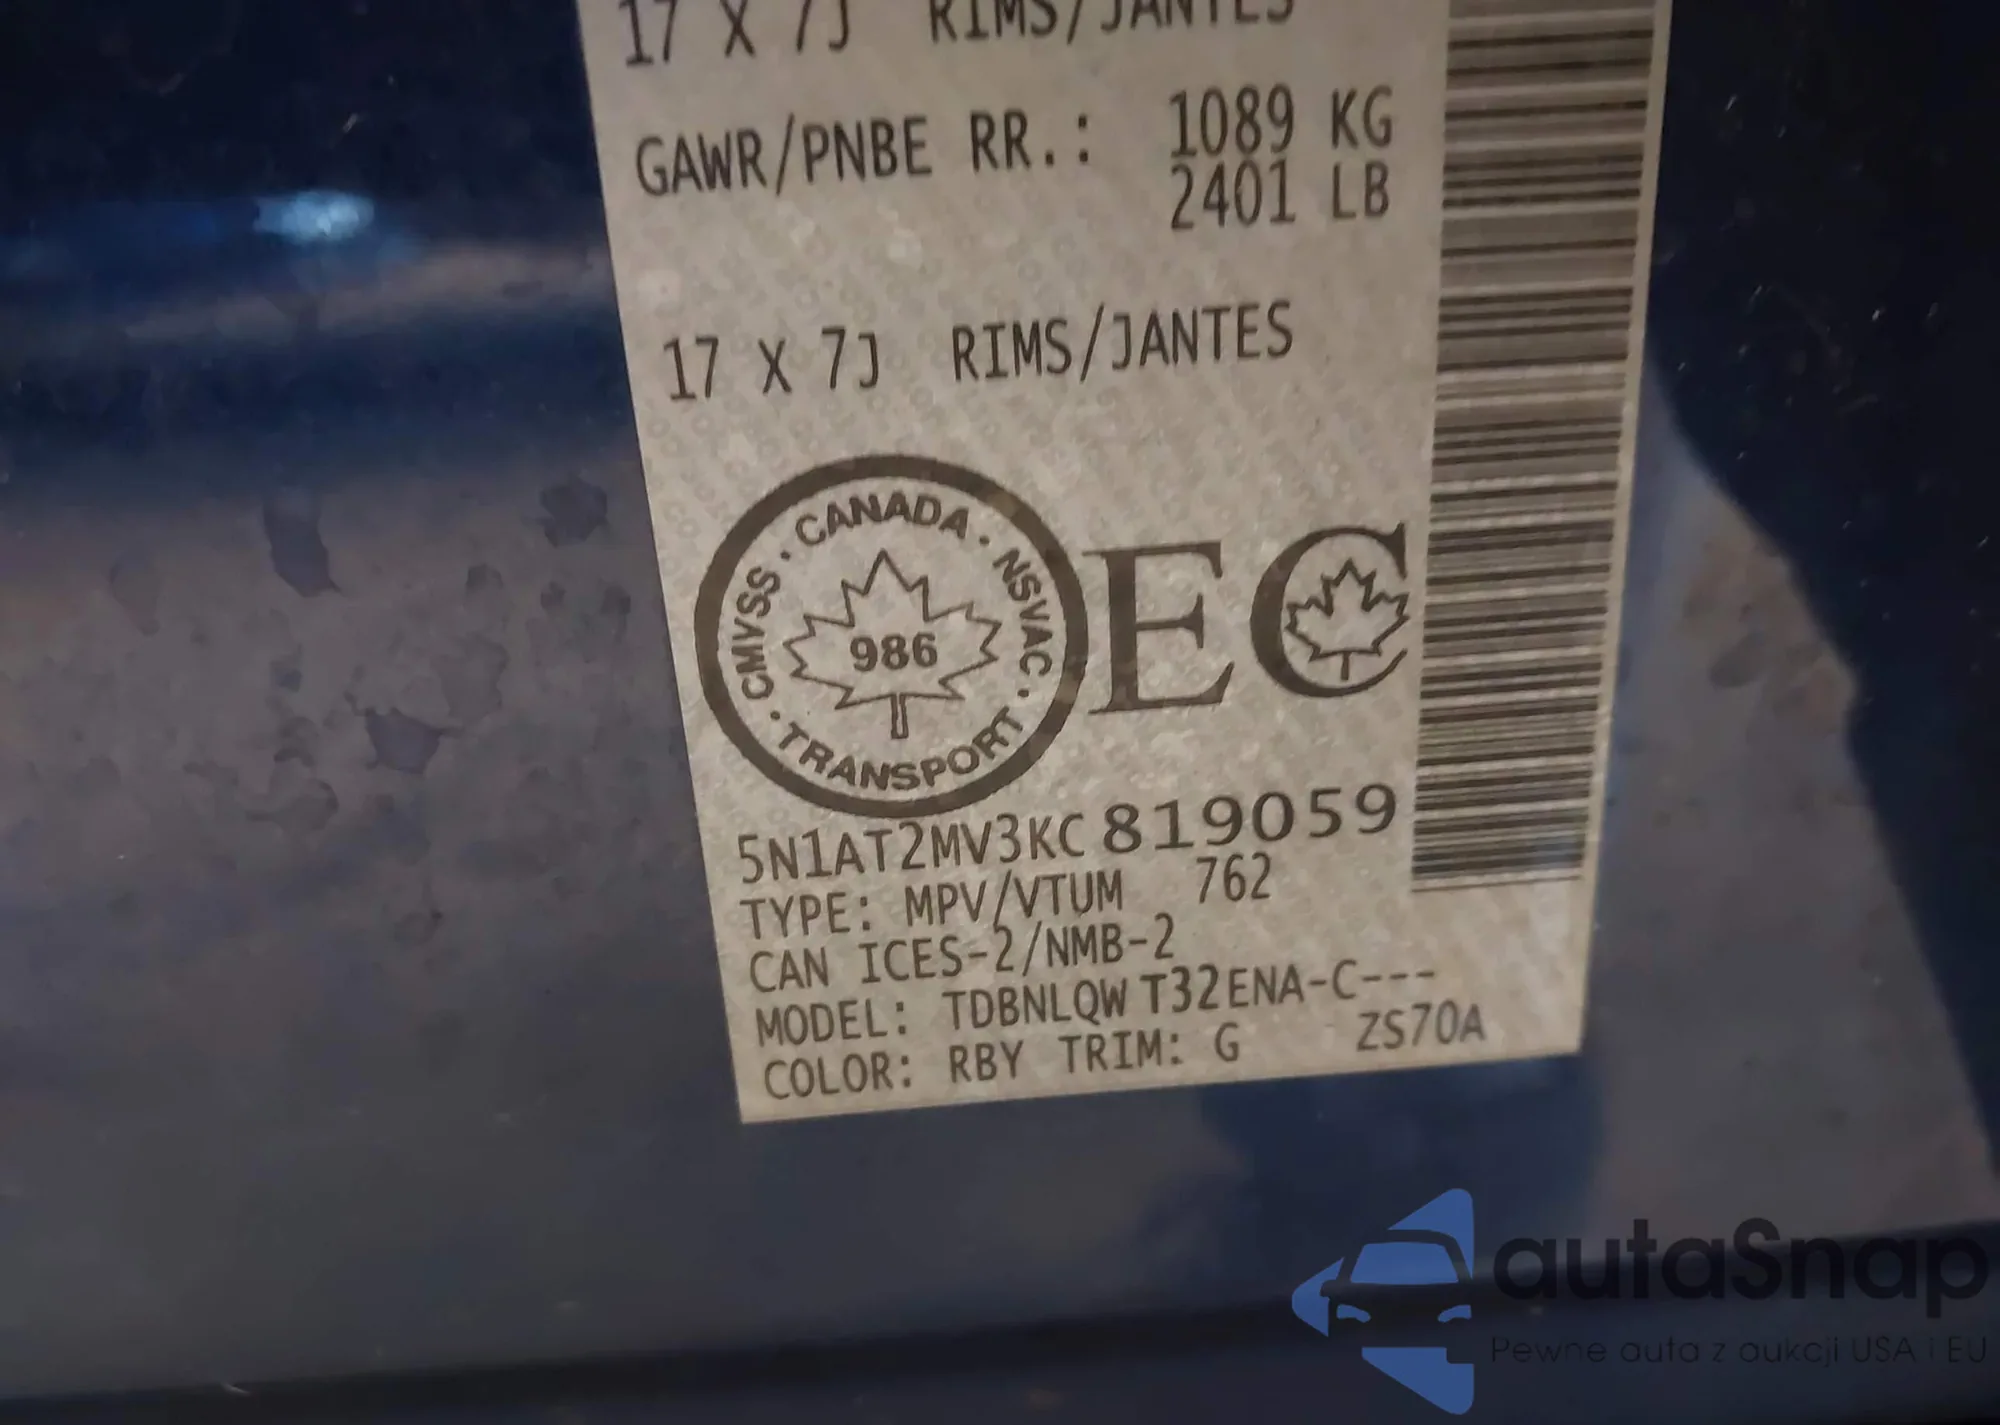 17 X 7J RIMS/JANTES
GAWR/PNBE RR.: 1089 KG
2401 LB
17 X 7J RIMS/JANTES
CANADA · NSVAC · TRANSPORT · CMVSS ·
986
EC
5N1AT2MV3KC819059
TYPE: MPV/VTUM 762
CAN ICES-2/NMB-2
MODEL: TDBNLQW T32ENA-C---
COLOR: RBY TRIM: G ZS70A
autaSnap
Pewne auta z aukcji USA i EU